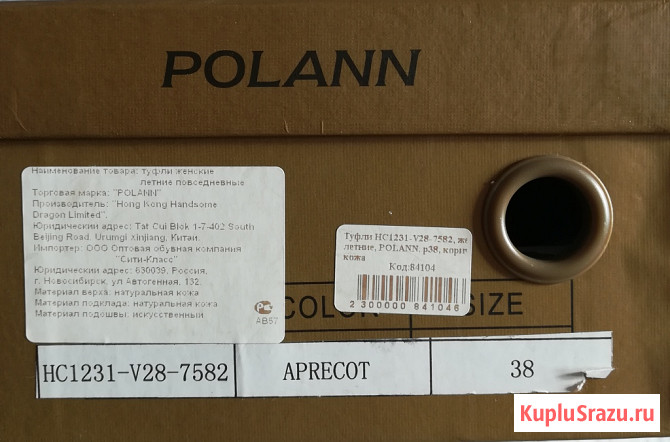 POLANN
Наименование товара: туфли женские
летние повседневные
Торговая марка: "POLANN"
Производитель: "Hong Kong Handsome
Dragon Limited".
Юридический адрес: Tat Cui Blok 1-7-402 South
Beijing Road, Urumqi Xinjiang, Китай.
Импортер: ООО Оптовая обувная компания
"Сити-Класс"
Юридический адрес: 630039, Россия,
г. Новосибирск, ул Автогенная, 132.
Материал верха: натуральная кожа
Материал подклада: натуральная кожа
Материал подошвы: искусственный
АВ57
Туфли HC1231-V28-7582, же
летние, POLANN, р38, корич
кожа
Код:84104
2 300000 841046
COLOR
SIZE
HC1231-V28-7582
APRECOT
38
KupluSrazu.ru